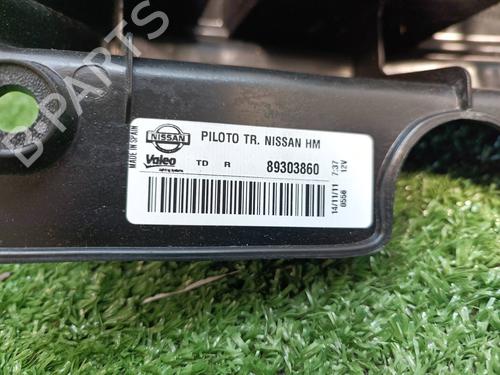 B-PARTS
MADE IN SPAIN
NISSAN
PILOTO TR. NISSAN HM
Valeo
lighting systems
TD R 89303860
14/11/11 7:37 12V
0556